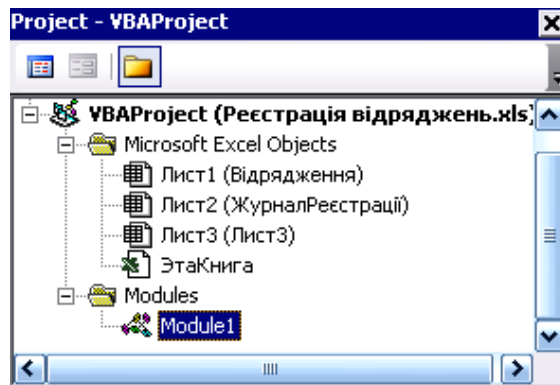 Project - VBAProject
VBAProject (Реєстрація відряджень.xls)
Microsoft Excel Objects
Лист1 (Відрядження)
Лист2 (ЖурналРеєстрації)
Лист3 (Лист3)
ЭтаКнига
Modules
Module1